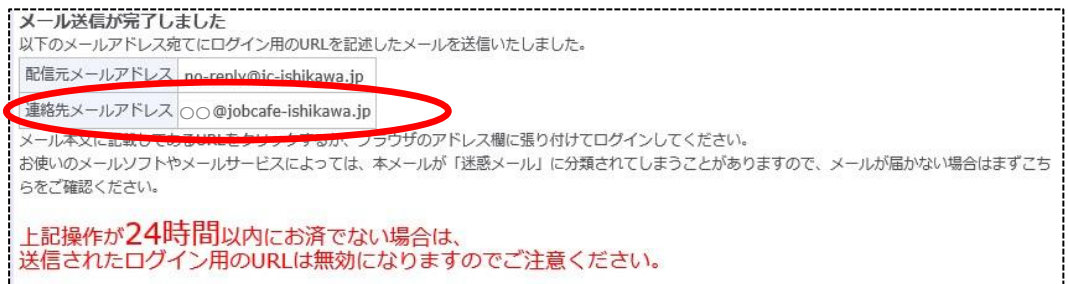 メール送信が完了しました
以下のメールアドレス宛てにログイン用のURLを記述したメールを送信いたしました。
配信元メールアドレス no-reply@jc-ishikawa.jp
連絡先メールアドレス ○○@jobcafe-ishikawa.jp
メール本文に記載してあるURLをクリックするか、ブラウザのアドレス欄に張り付けてログインしてください。
お使いのメールソフトやメールサービスによっては、本メールが「迷惑メール」に分類されてしまうことがありますので、メールが届かない場合はまずこち
らをご確認ください。
上記操作が24時間以内にお済でない場合は、
送信されたログイン用のURLは無効になりますのでご注意ください。